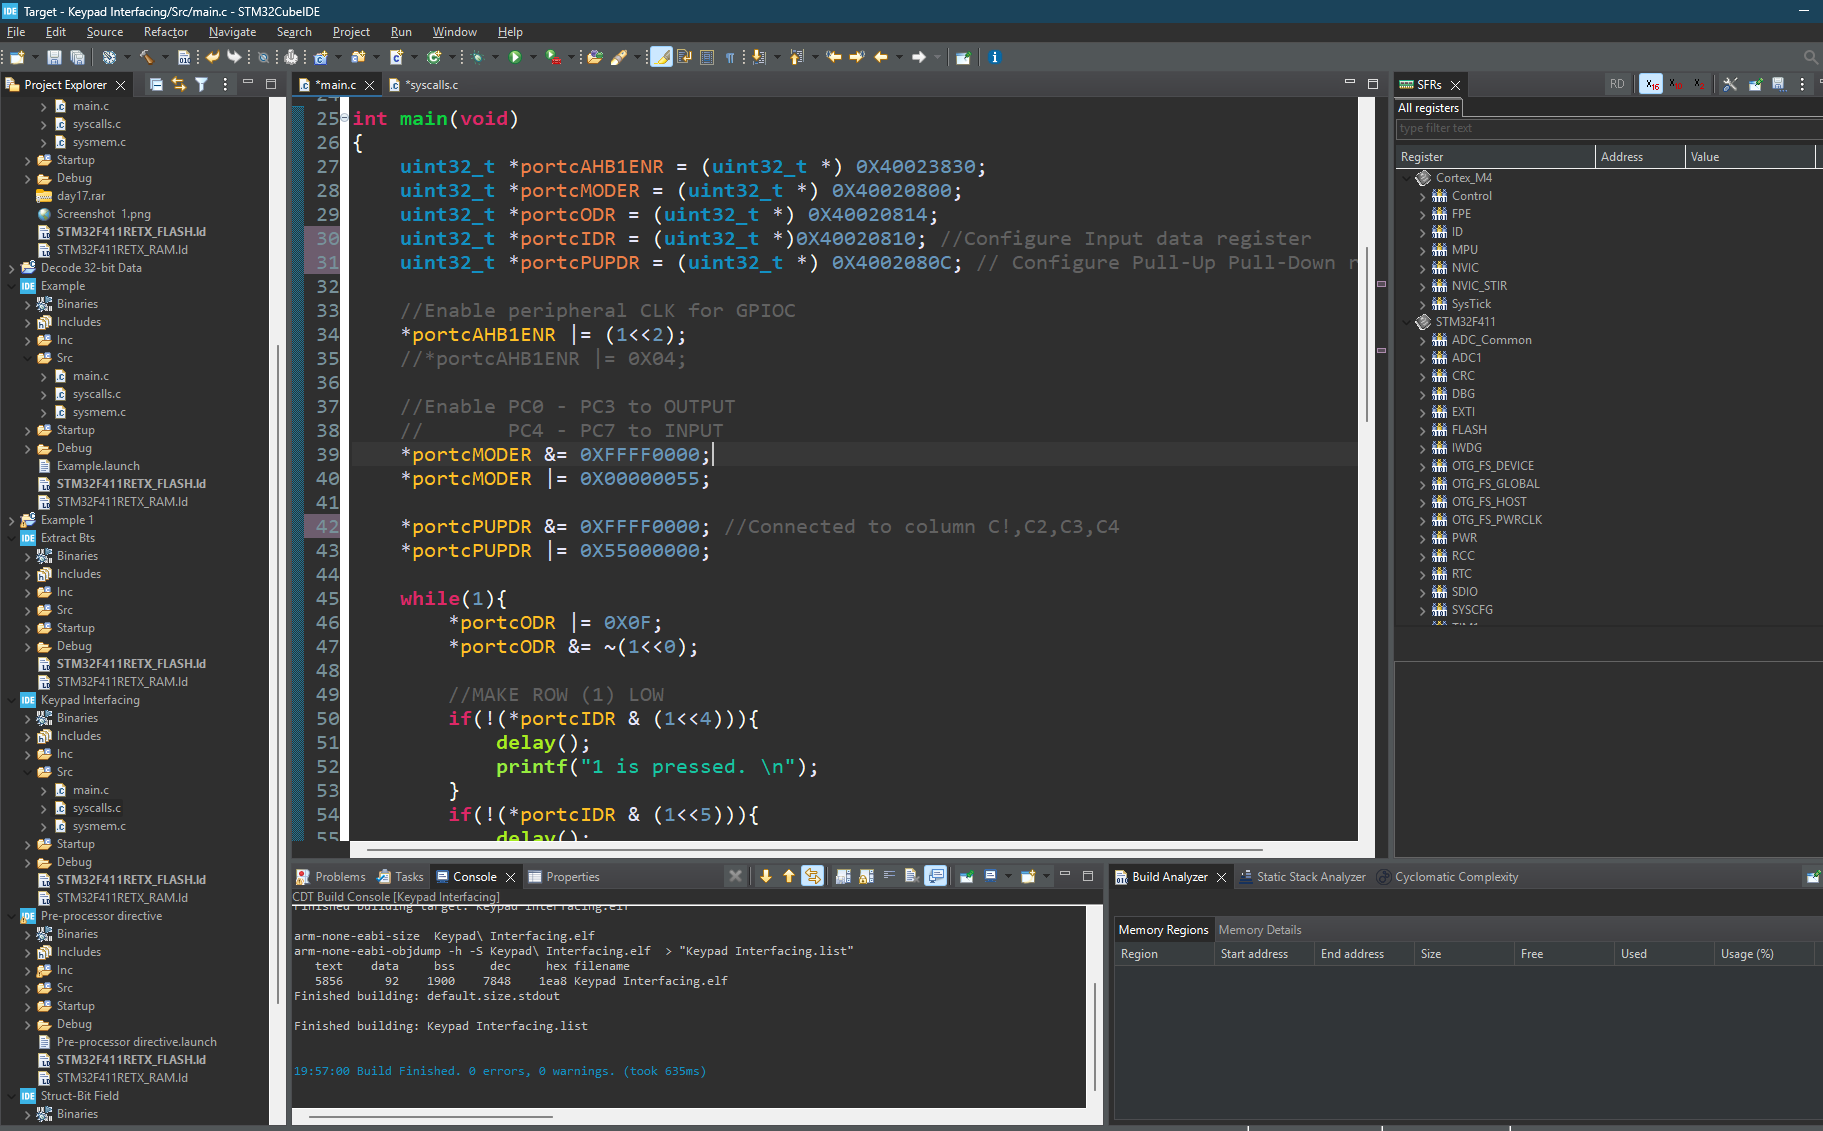 Target - Keypad Interfacing/Src/main.c - STM32CubeIDE
File Edit Source Refactor Navigate Search Project Run Window Help
Project Explorer
main.c
syscalls.c
sysmem.c
Startup
Debug
day17.rar
Screenshot 1.png
STM32F411RETX_FLASH.ld
STM32F411RETX_RAM.ld
Decode 32-bit Data
Example
Binaries
Includes
Inc
Src
main.c
syscalls.c
sysmem.c
Startup
Debug
Example.launch
STM32F411RETX_FLASH.ld
STM32F411RETX_RAM.ld
Example 1
Extract Bts
Binaries
Includes
Inc
Src
Startup
Debug
STM32F411RETX_FLASH.ld
STM32F411RETX_RAM.ld
Keypad Interfacing
Binaries
Includes
Inc
Src
main.c
syscalls.c
sysmem.c
Startup
Debug
STM32F411RETX_FLASH.ld
STM32F411RETX_RAM.ld
Pre-processor directive
Binaries
Includes
Inc
Src
Startup
Debug
Pre-processor directive.launch
STM32F411RETX_FLASH.ld
STM32F411RETX_RAM.ld
Struct-Bit Field
Binaries
*main.c *syscalls.c
24
25 int main(void)
26 {
27 uint32_t *portcAHB1ENR = (uint32_t *) 0X40023830;
28 uint32_t *portcMODER = (uint32_t *) 0X40020800;
29 uint32_t *portcODR = (uint32_t *) 0X40020814;
30 uint32_t *portcIDR = (uint32_t *)0X40020810; //Configure Input data register
31 uint32_t *portcPUPDR = (uint32_t *) 0X4002080C; // Configure Pull-Up Pull-Down r
32
33 //Enable peripheral CLK for GPIOC
34 *portcAHB1ENR |= (1<<2);
35 //*portcAHB1ENR |= 0X04;
36
37 //Enable PC0 - PC3 to OUTPUT
38 // PC4 - PC7 to INPUT
39 *portcMODER &= 0XFFFF0000;
40 *portcMODER |= 0X00000055;
41
42 *portcPUPDR &= 0XFFFF0000; //Connected to column C!,C2,C3,C4
43 *portcPUPDR |= 0X55000000;
44
45 while(1){
46 *portcODR |= 0X0F;
47 *portcODR &= ~(1<<0);
48
49 //MAKE ROW (1) LOW
50 if(!(*portcIDR & (1<<4))){
51 delay();
52 printf("1 is pressed. \n");
53 }
54 if(!(*portcIDR & (1<<5))){
55 delay();
SFRs
RD X16 X10 X2
All registers
type filter text
Register Address Value
Cortex_M4
Control
FPE
ID
MPU
NVIC
NVIC_STIR
SysTick
STM32F411
ADC_Common
ADC1
CRC
DBG
EXTI
FLASH
IWDG
OTG_FS_DEVICE
OTG_FS_GLOBAL
OTG_FS_HOST
OTG_FS_PWRCLK
PWR
RCC
RTC
SDIO
SYSCFG
TIM1
Problems Tasks Console Properties
CDT Build Console [Keypad Interfacing]
Finished building target: Keypad Interfacing.elf
arm-none-eabi-size Keypad\ Interfacing.elf
arm-none-eabi-objdump -h -S Keypad\ Interfacing.elf > "Keypad Interfacing.list"
text data bss dec hex filename
5856 92 1900 7848 1ea8 Keypad Interfacing.elf
Finished building: default.size.stdout
Finished building: Keypad Interfacing.list
19:57:00 Build Finished. 0 errors, 0 warnings. (took 635ms)
Build Analyzer Static Stack Analyzer Cyclomatic Complexity
Memory Regions Memory Details
Region Start address End address Size Free Used Usage (%)